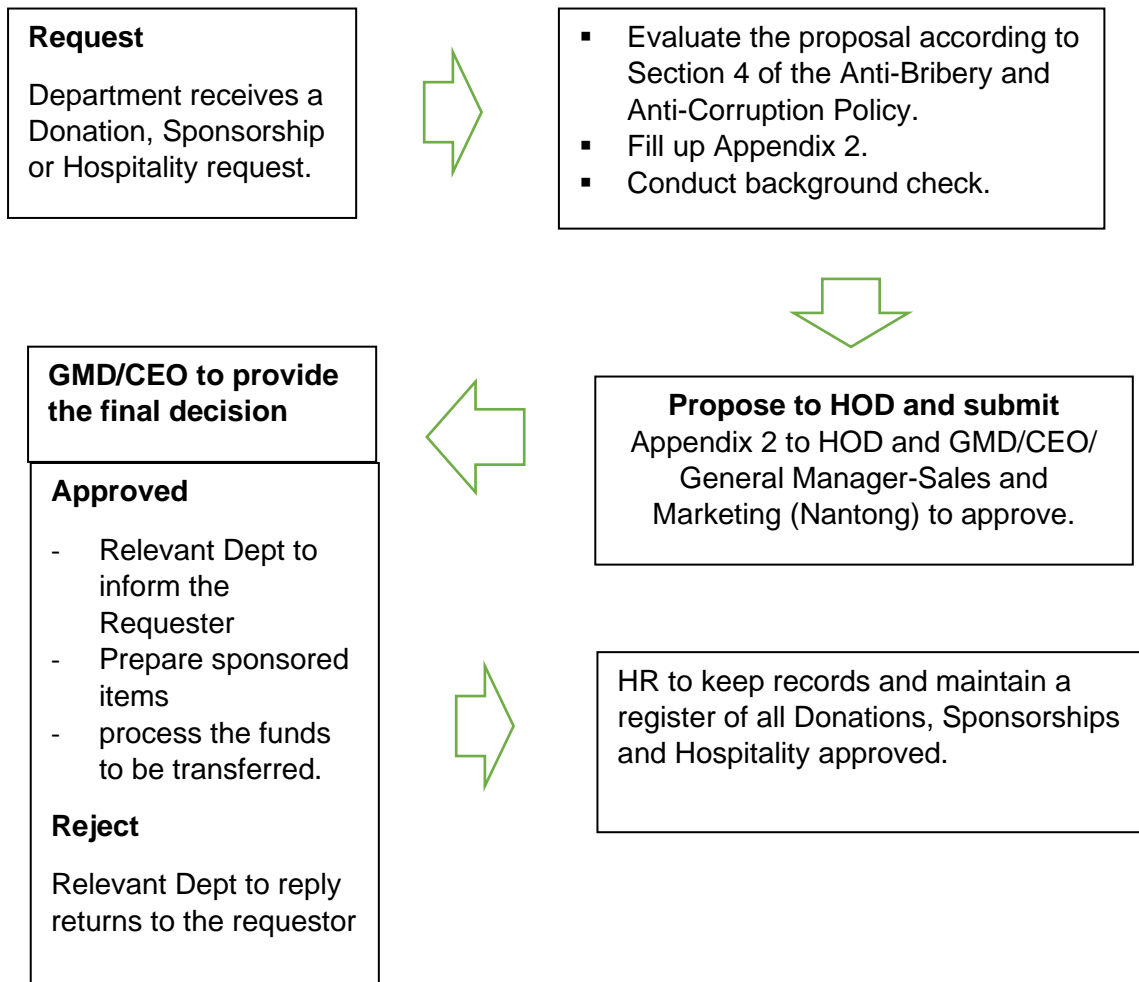 Request
Department receives a
Donation, Sponsorship
or Hospitality request.
▪ Evaluate the proposal according to
Section 4 of the Anti-Bribery and
Anti-Corruption Policy.
▪ Fill up Appendix 2.
▪ Conduct background check.
Propose to HOD and submit
Appendix 2 to HOD and GMD/CEO/
General Manager-Sales and
Marketing (Nantong) to approve.
GMD/CEO to provide
the final decision
Approved
- Relevant Dept to
inform the
Requester
- Prepare sponsored
items
- process the funds
to be transferred.
Reject
Relevant Dept to reply
returns to the requestor
HR to keep records and maintain a
register of all Donations, Sponsorships
and Hospitality approved.